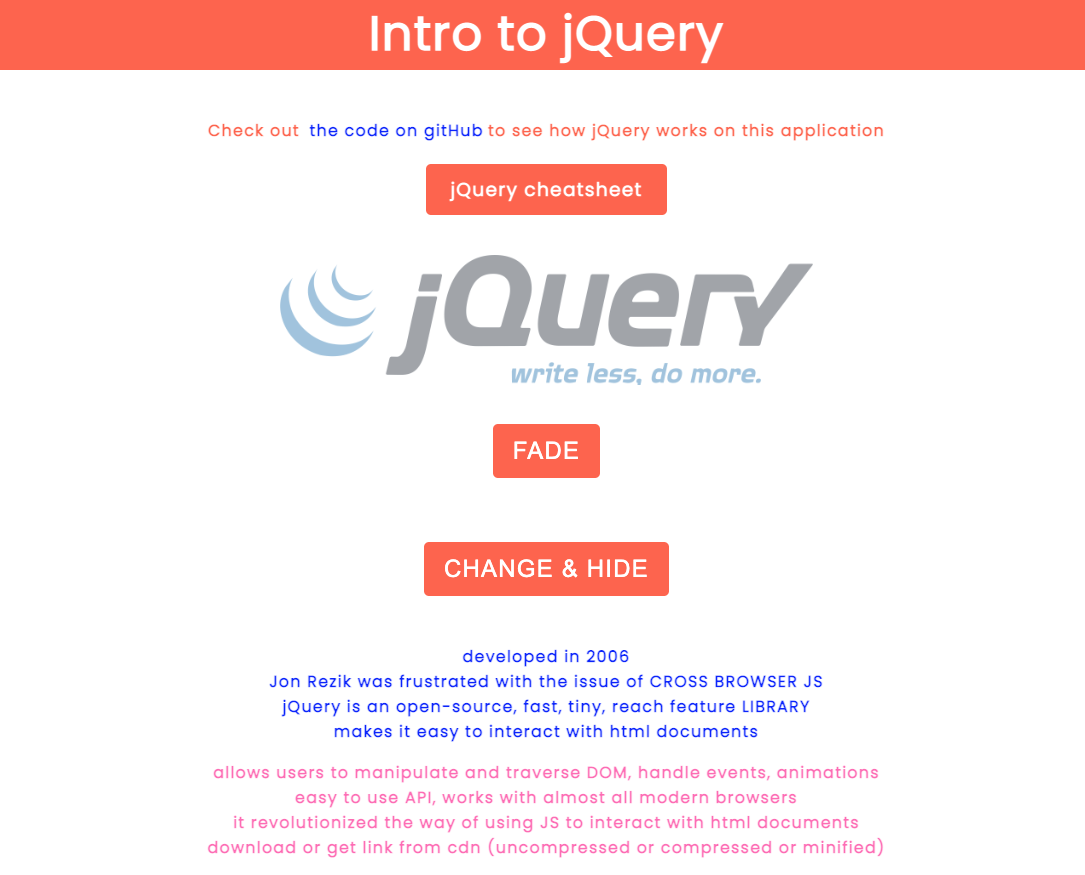 Intro to jQuery
Check out the code on gitHub to see how jQuery works on this application
jQuery cheatsheet
jQuery
write less, do more.
FADE
CHANGE & HIDE
developed in 2006
Jon Rezik was frustrated with the issue of CROSS BROWSER JS
jQuery is an open-source, fast, tiny, reach feature LIBRARY
makes it easy to interact with html documents
allows users to manipulate and traverse DOM, handle events, animations
easy to use API, works with almost all modern browsers
it revolutionized the way of using JS to interact with html documents
download or get link from cdn (uncompressed or compressed or minified)